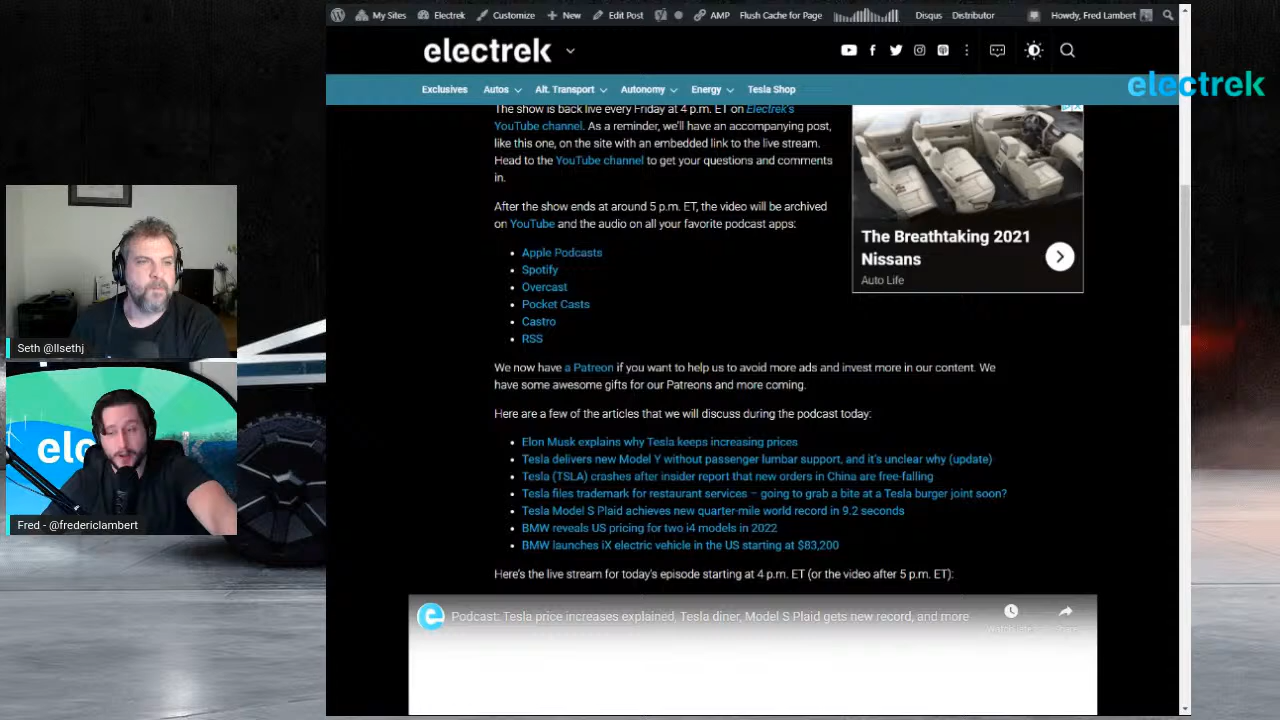 My Sites Electrek Customize New Edit Post AMP Flush Cache for Page Disqus Distributor Howdy, Fred Lambert
electrek
electrek
Exclusives Autos Alt. Transport Autonomy Energy Tesla Shop
The show is back live every Friday at 4 p.m. ET on Electrek's
YouTube channel. As a reminder, we'll have an accompanying post,
like this one, on the site with an embedded link to the live stream.
Head to the YouTube channel to get your questions and comments
in.
After the show ends at around 5 p.m. ET, the video will be archived
on YouTube and the audio on all your favorite podcast apps:
The Breathtaking 2021
Nissans
Auto Life
Apple Podcasts
Spotify
Overcast
Pocket Casts
Castro
RSS
Seth @llsethj
We now have a Patreon if you want to help us to avoid more ads and invest more in our content. We
have some awesome gifts for our Patreons and more coming.
Here are a few of the articles that we will discuss during the podcast today:
Elon Musk explains why Tesla keeps increasing prices
Tesla delivers new Model Y without passenger lumbar support, and it's unclear why (update)
Tesla (TSLA) crashes after insider report that new orders in China are free-falling
Tesla files trademark for restaurant services – going to grab a bite at a Tesla burger joint soon?
Tesla Model S Plaid achieves new quarter-mile world record in 9.2 seconds
BMW reveals US pricing for two i4 models in 2022
BMW launches iX electric vehicle in the US starting at $83,200
Fred - @fredericlambert
Here's the live stream for today's episode starting at 4 p.m. ET (or the video after 5 p.m. ET):
Podcast: Tesla price increases explained, Tesla diner, Model S Plaid gets new record, and more